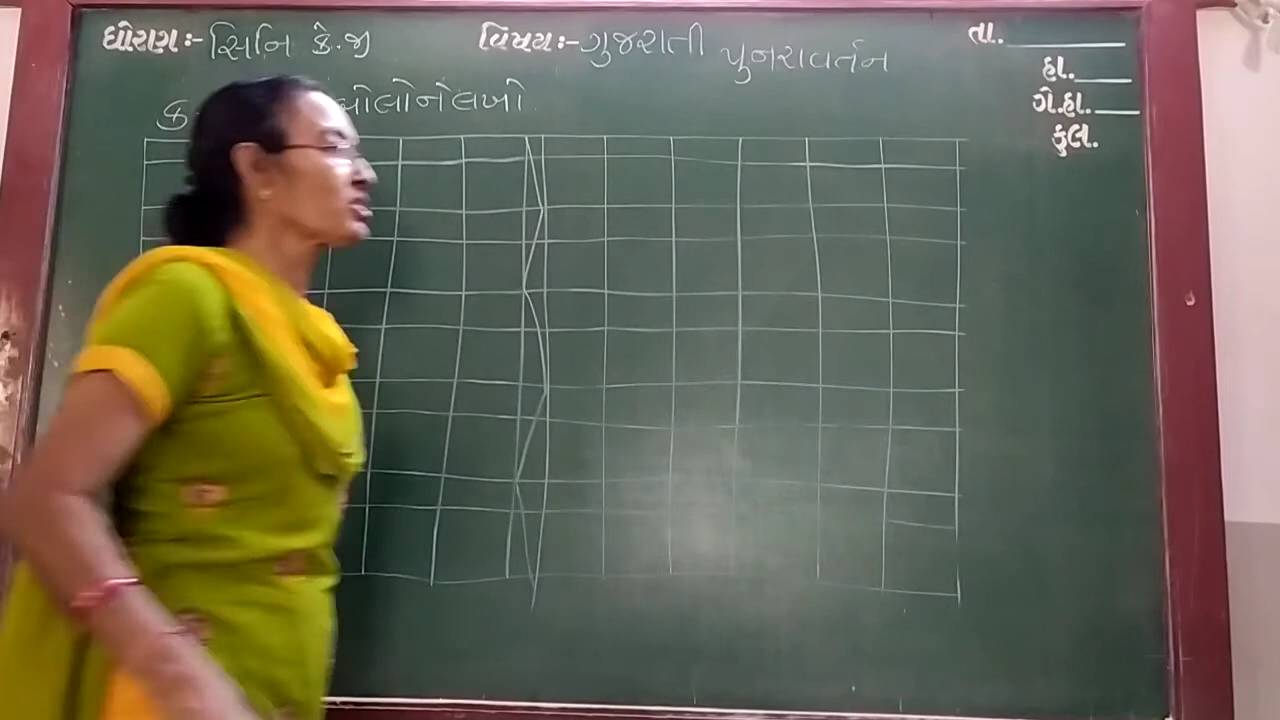 ધોરણઃ- સિનિ કે.જી વિષયઃ- ગુજરાતી પુનરાવર્તન
તા.
હા.
ગે.હા.
કુલ.
બોલોને લખો